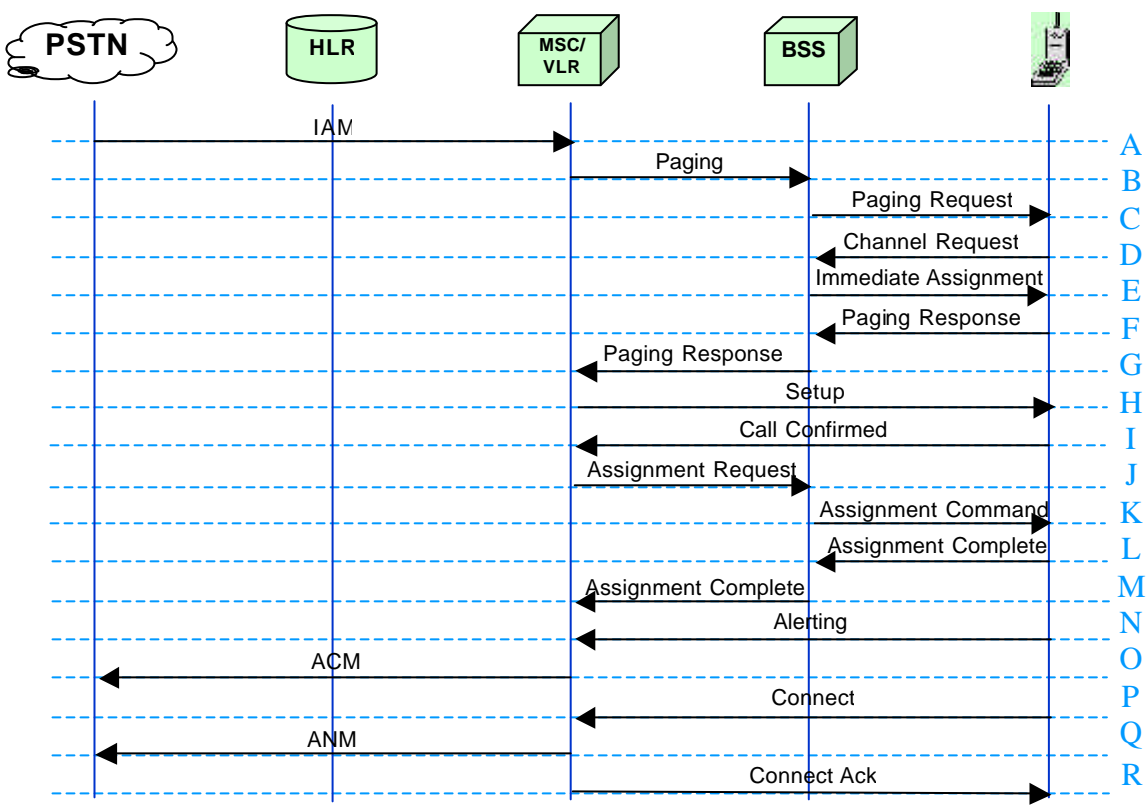 PSTN
HLR
MSC/
VLR
BSS
IAM
A
Paging
B
Paging Request
C
Channel Request
D
Immediate Assignment
E
Paging Response
F
Paging Response
G
Setup
H
Call Confirmed
I
Assignment Request
J
Assignment Command
K
Assignment Complete
L
Assignment Complete
M
Alerting
N
ACM
O
Connect
P
ANM
Q
Connect Ack
R